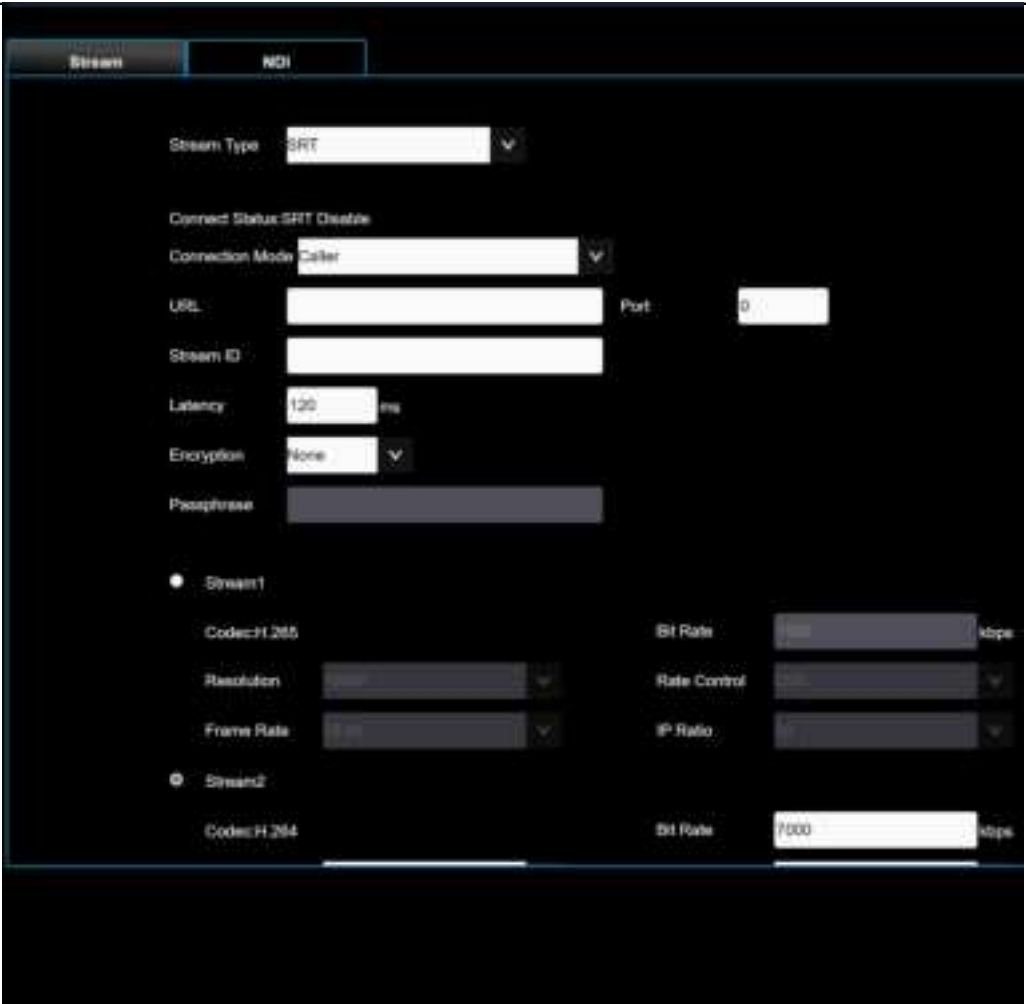 Stream NDI
Stream Type SRT
Connect Status:SRT Disable
Connection Mode Caller
URL Port 0
Stream ID
Latency 120 ms
Encryption None
Passphrase
Stream1
Codec:H.265 Bit Rate kbps
Resolution Rate Control
Frame Rate IP Ratio
Stream2
Codec:H.264 Bit Rate 7000 kbps